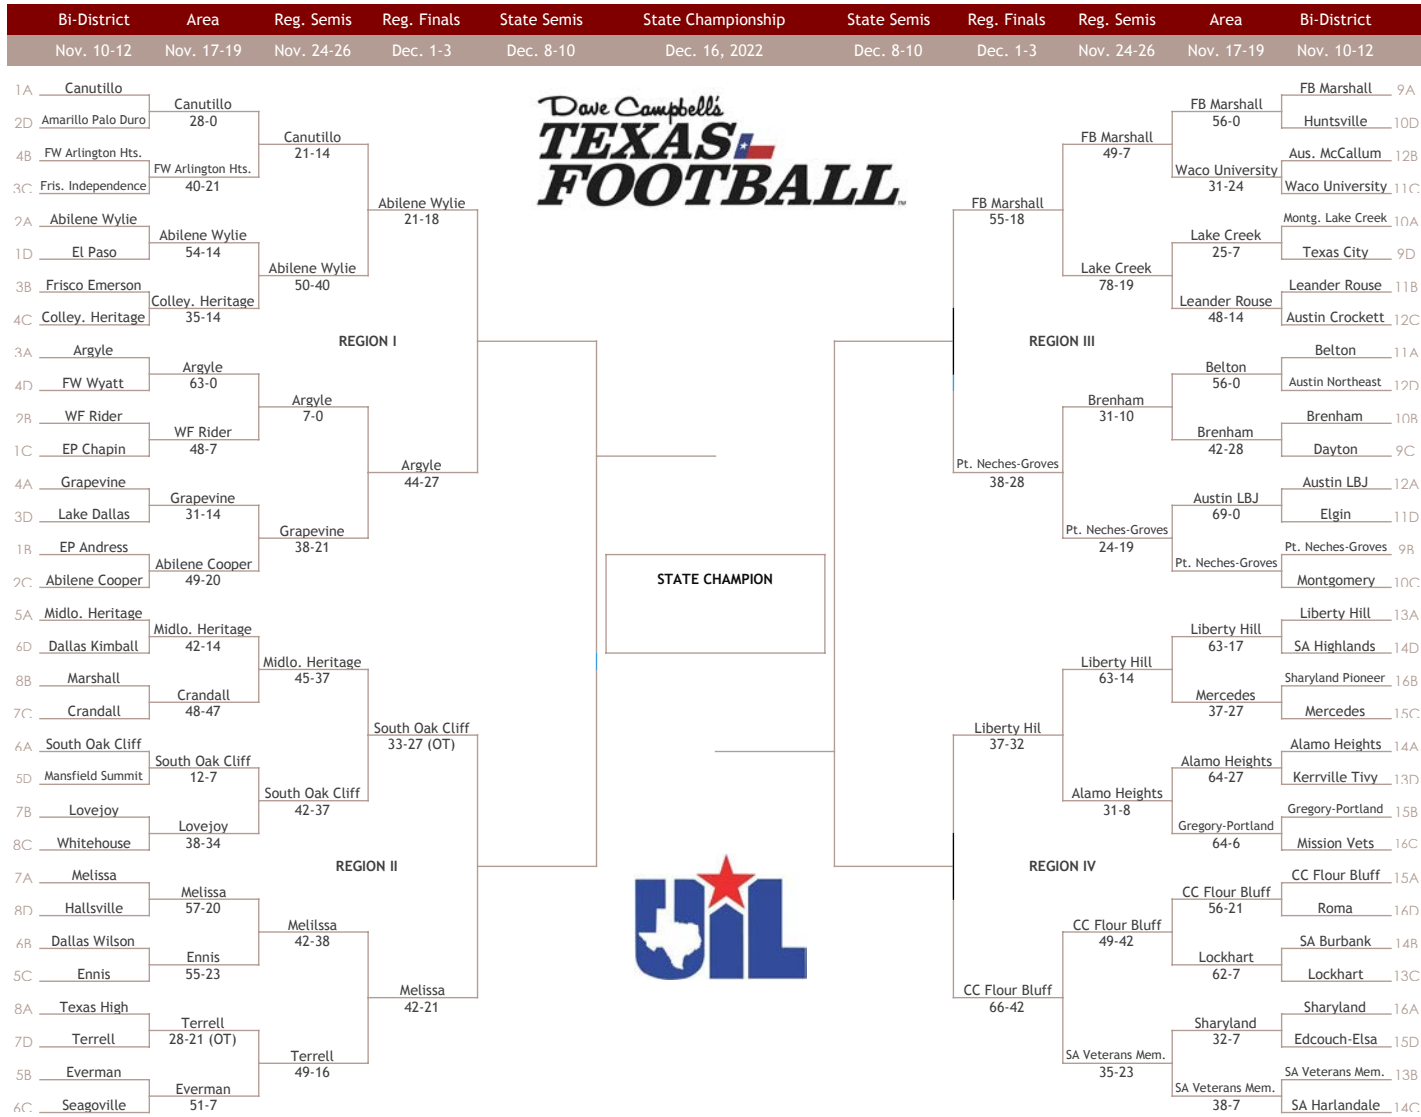 Bi-District Area Reg. Semis Reg. Finals State Semis State Championship State Semis Reg. Finals Reg. Semis Area Bi-District
Nov. 10-12 Nov. 17-19 Nov. 24-26 Dec. 1-3 Dec. 8-10 Dec. 16, 2022 Dec. 8-10 Dec. 1-3 Nov. 24-26 Nov. 17-19 Nov. 10-12
1A Canutillo
2D Amarillo Palo Duro
4B FW Arlington Hts.
3C Fris. Independence
2A Abilene Wylie
1D El Paso
3B Frisco Emerson
4C Colley. Heritage
3A Argyle
4D FW Wyatt
2B WF Rider
1C EP Chapin
4A Grapevine
3D Lake Dallas
1B EP Andress
2C Abilene Cooper
5A Midlo. Heritage
6D Dallas Kimball
8B Marshall
7C Crandall
6A South Oak Cliff
5D Mansfield Summit
7B Lovejoy
8C Whitehouse
7A Melissa
8D Hallsville
6B Dallas Wilson
5C Ennis
8A Texas High
7D Terrell
5B Everman
6C Seagoville
Canutillo
28-0
FW Arlington Hts.
40-21
Abilene Wylie
54-14
Colley. Heritage
35-14
Argyle
63-0
WF Rider
48-7
Grapevine
31-14
Abilene Cooper
49-20
Midlo. Heritage
42-14
Crandall
48-47
South Oak Cliff
12-7
Lovejoy
38-34
Melissa
57-20
Ennis
55-23
Terrell
28-21 (OT)
Everman
51-7
Canutillo
21-14
Abilene Wylie
50-40
Argyle
7-0
Grapevine
38-21
Midlo. Heritage
45-37
South Oak Cliff
42-37
Melilssa
42-38
Terrell
49-16
Abilene Wylie
21-18
REGION I
Argyle
44-27
South Oak Cliff
33-27 (OT)
REGION II
Melissa
42-21
Dave Campbell's
TEXAS
FOOTBALL
TM
STATE CHAMPION
UIL
FB Marshall
55-18
REGION III
Pt. Neches-Groves
38-28
Liberty Hil
37-32
REGION IV
CC Flour Bluff
66-42
FB Marshall
49-7
Lake Creek
78-19
Brenham
31-10
Pt. Neches-Groves
24-19
Liberty Hill
63-14
Alamo Heights
31-8
CC Flour Bluff
49-42
SA Veterans Mem.
35-23
FB Marshall
56-0
Waco University
31-24
Lake Creek
25-7
Leander Rouse
48-14
Belton
56-0
Brenham
42-28
Austin LBJ
69-0
Pt. Neches-Groves
Liberty Hill
63-17
Mercedes
37-27
Alamo Heights
64-27
Gregory-Portland
64-6
CC Flour Bluff
56-21
Lockhart
62-7
Sharyland
32-7
SA Veterans Mem.
38-7
FB Marshall 9A
Huntsville 10D
Aus. McCallum 12B
Waco University 11C
Montg. Lake Creek 10A
Texas City 9D
Leander Rouse 11B
Austin Crockett 12C
Belton 11A
Austin Northeast 12D
Brenham 10B
Dayton 9C
Austin LBJ 12A
Elgin 11D
Pt. Neches-Groves 9B
Montgomery 10C
Liberty Hill 13A
SA Highlands 14D
Sharyland Pioneer 16B
Mercedes 15C
Alamo Heights 14A
Kerrville Tivy 13D
Gregory-Portland 15B
Mission Vets 16C
CC Flour Bluff 15A
Roma 16D
SA Burbank 14B
Lockhart 13C
Sharyland 16A
Edcouch-Elsa 15D
SA Veterans Mem. 13B
SA Harlandale 14C